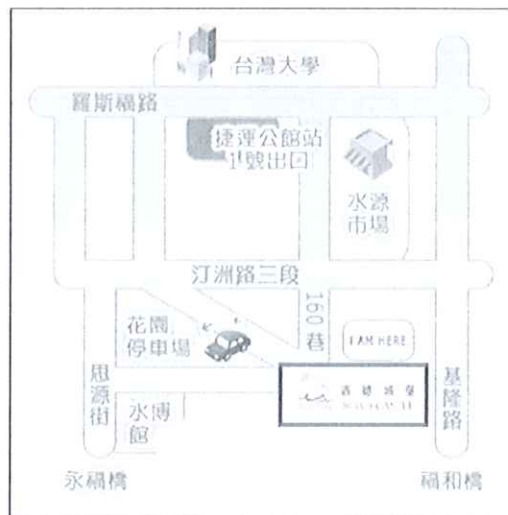 台灣大學
羅斯福路
捷運公館站
1號出口
水源
市場
汀洲路三段
160巷
花園
停車場
I AM HERE
思源街
基隆路
水博
館
永福橋
福和橋